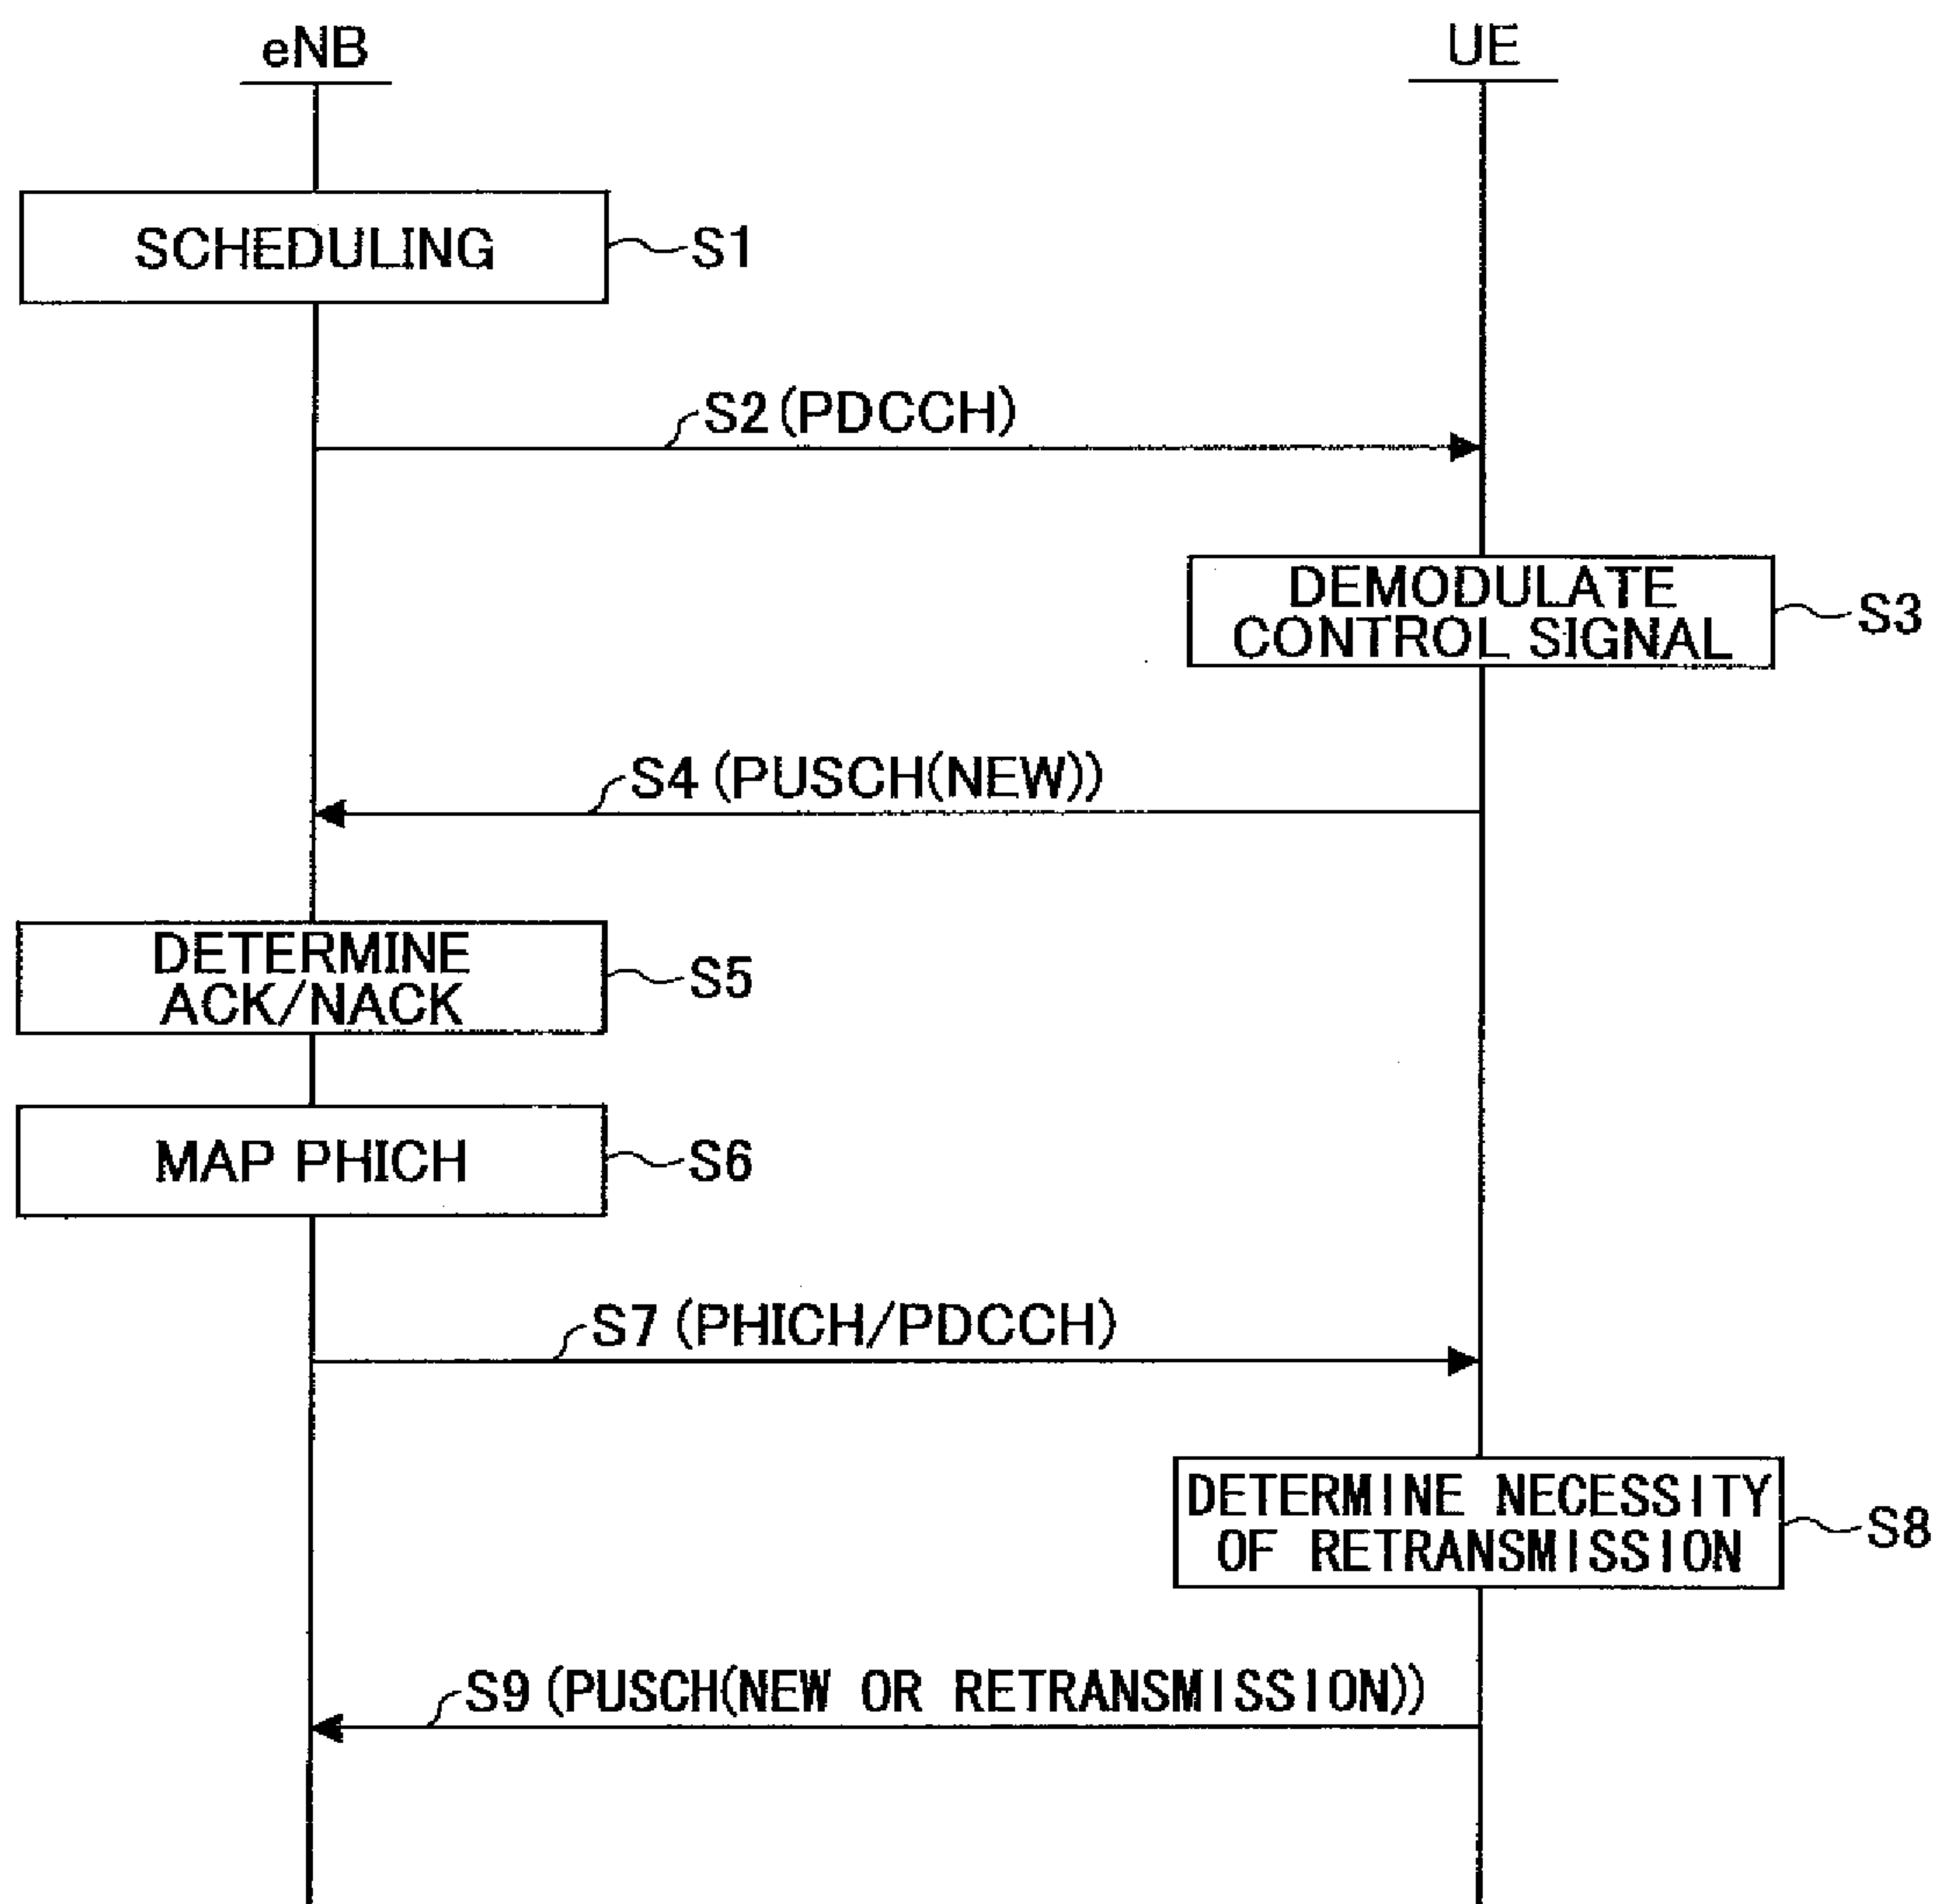 eNB
UE
SCHEDULING
S1
S2(PDCCH)
DEMODULATE
CONTROL SIGNAL
S3
S4(PUSCH(NEW))
DETERMINE
ACK/NACK
S5
MAP PHICH
S6
S7(PHICH/PDCCH)
DETERMINE NECESSITY
OF RETRANSMISSION
S8
S9(PUSCH(NEW OR RETRANSMISSION))